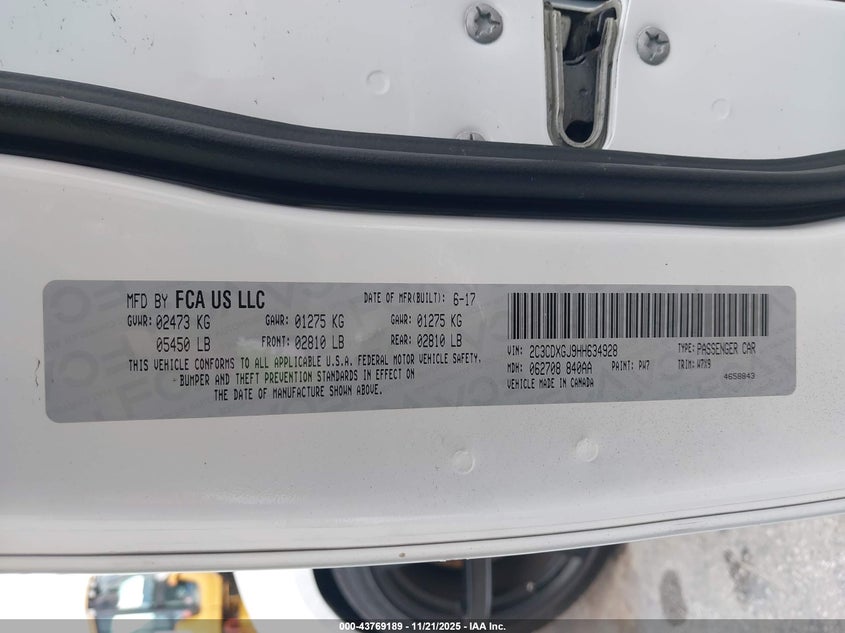 MFD BY FCA US LLC DATE OF MFR(BUILT): 6-17
GVWR: 02473 KG GAWR: 01275 KG GAWR: 01275 KG
05450 LB FRONT: 02810 LB REAR: 02810 LB
THIS VEHICLE CONFORMS TO ALL APPLICABLE U.S.A. FEDERAL MOTOR VEHICLE SAFETY,
BUMPER AND THEFT PREVENTION STANDARDS IN EFFECT ON
THE DATE OF MANUFACTURE SHOWN ABOVE.
VIN: 2C3CDXGJ9HH634928 TYPE: PASSENGER CAR
MDH: 062708 840AA PAINT: PW7 TRIM: W7X9
VEHICLE MADE IN CANADA 4658843
000-43769189 - 11/21/2025 - IAA Inc.